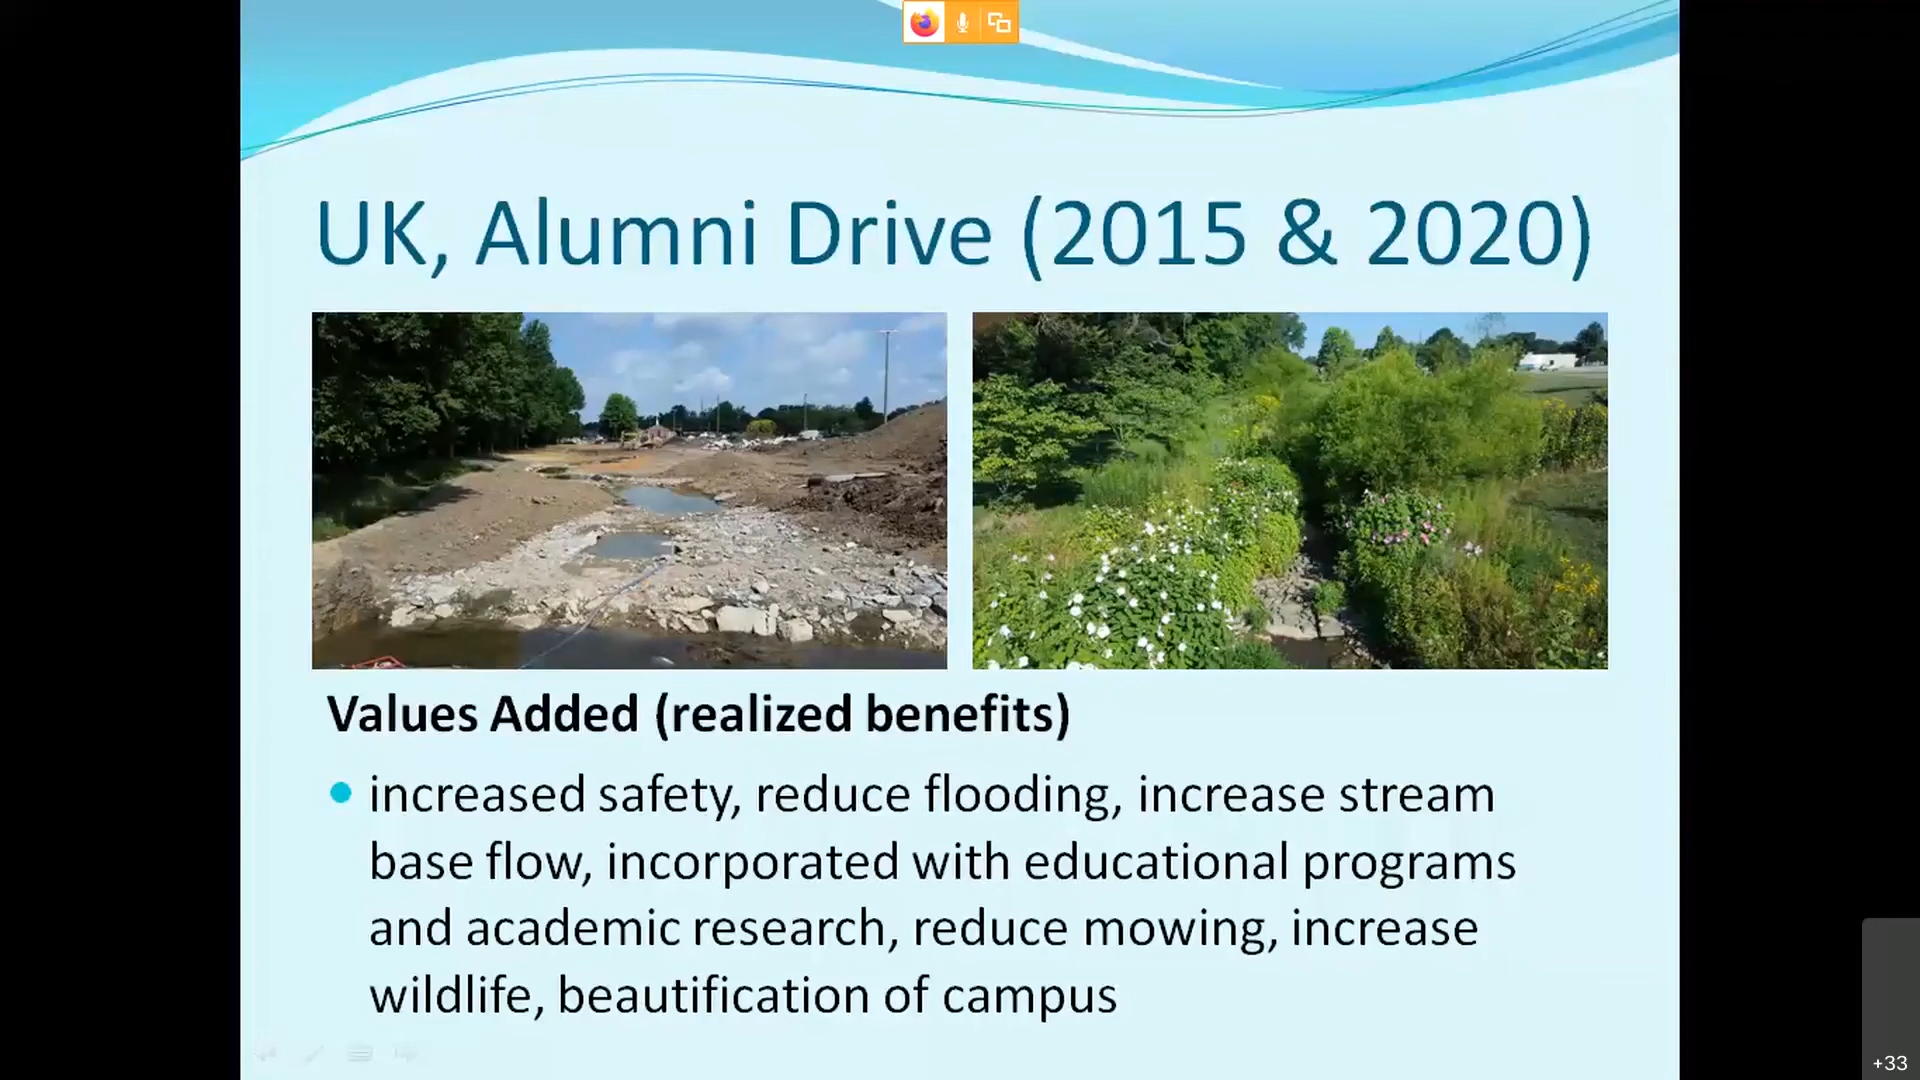 UK, Alumni Drive (2015 & 2020)
Values Added (realized benefits)
increased safety, reduce flooding, increase stream
base flow, incorporated with educational programs
and academic research, reduce mowing, increase
wildlife, beautification of campus
+33